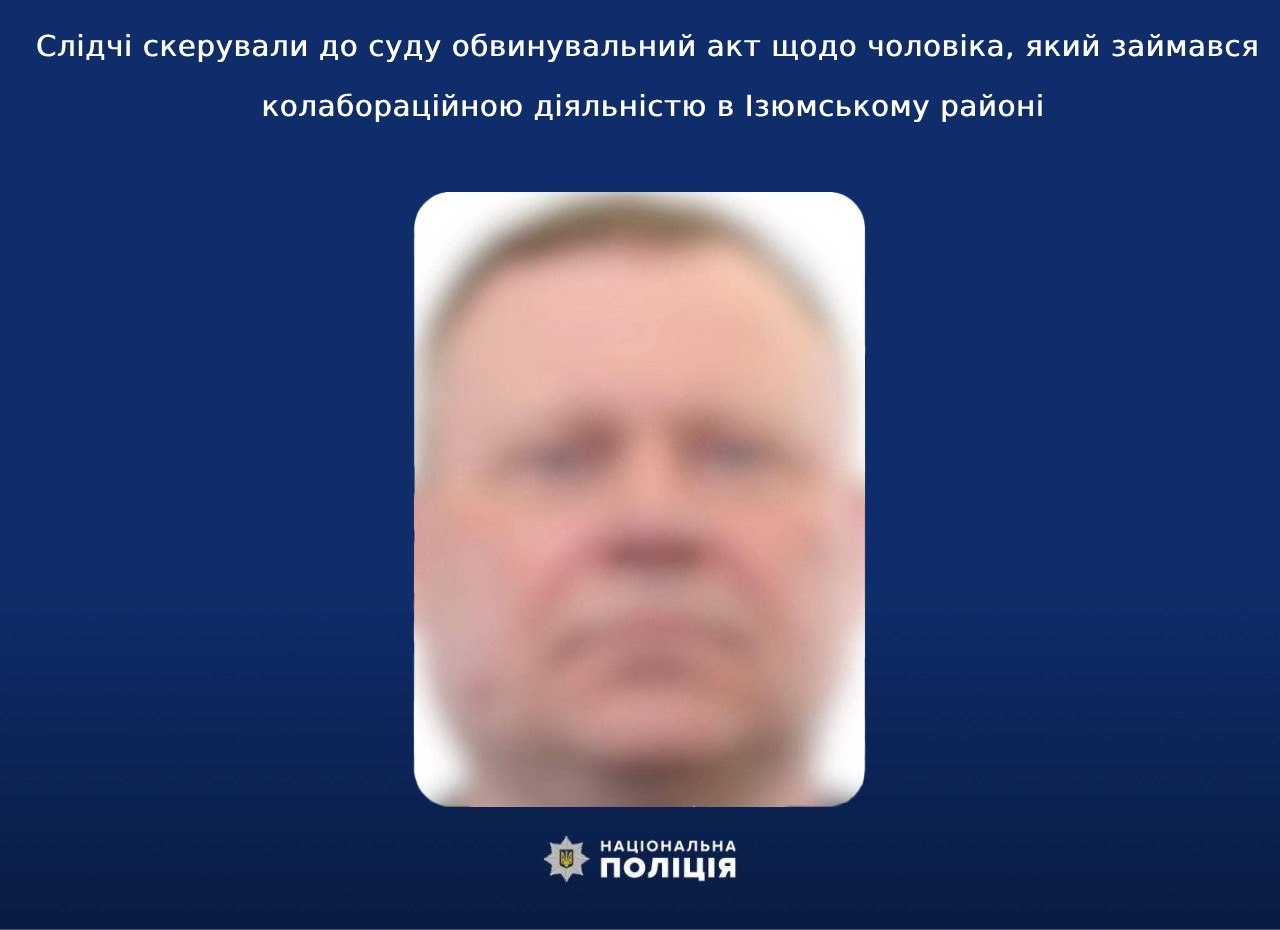 Слідчі скерували до суду обвинувальний акт щодо чоловіка, який займався
колабораційною діяльністю в Ізюмському районі
НАЦІОНАЛЬНА
ПОЛІЦІЯ